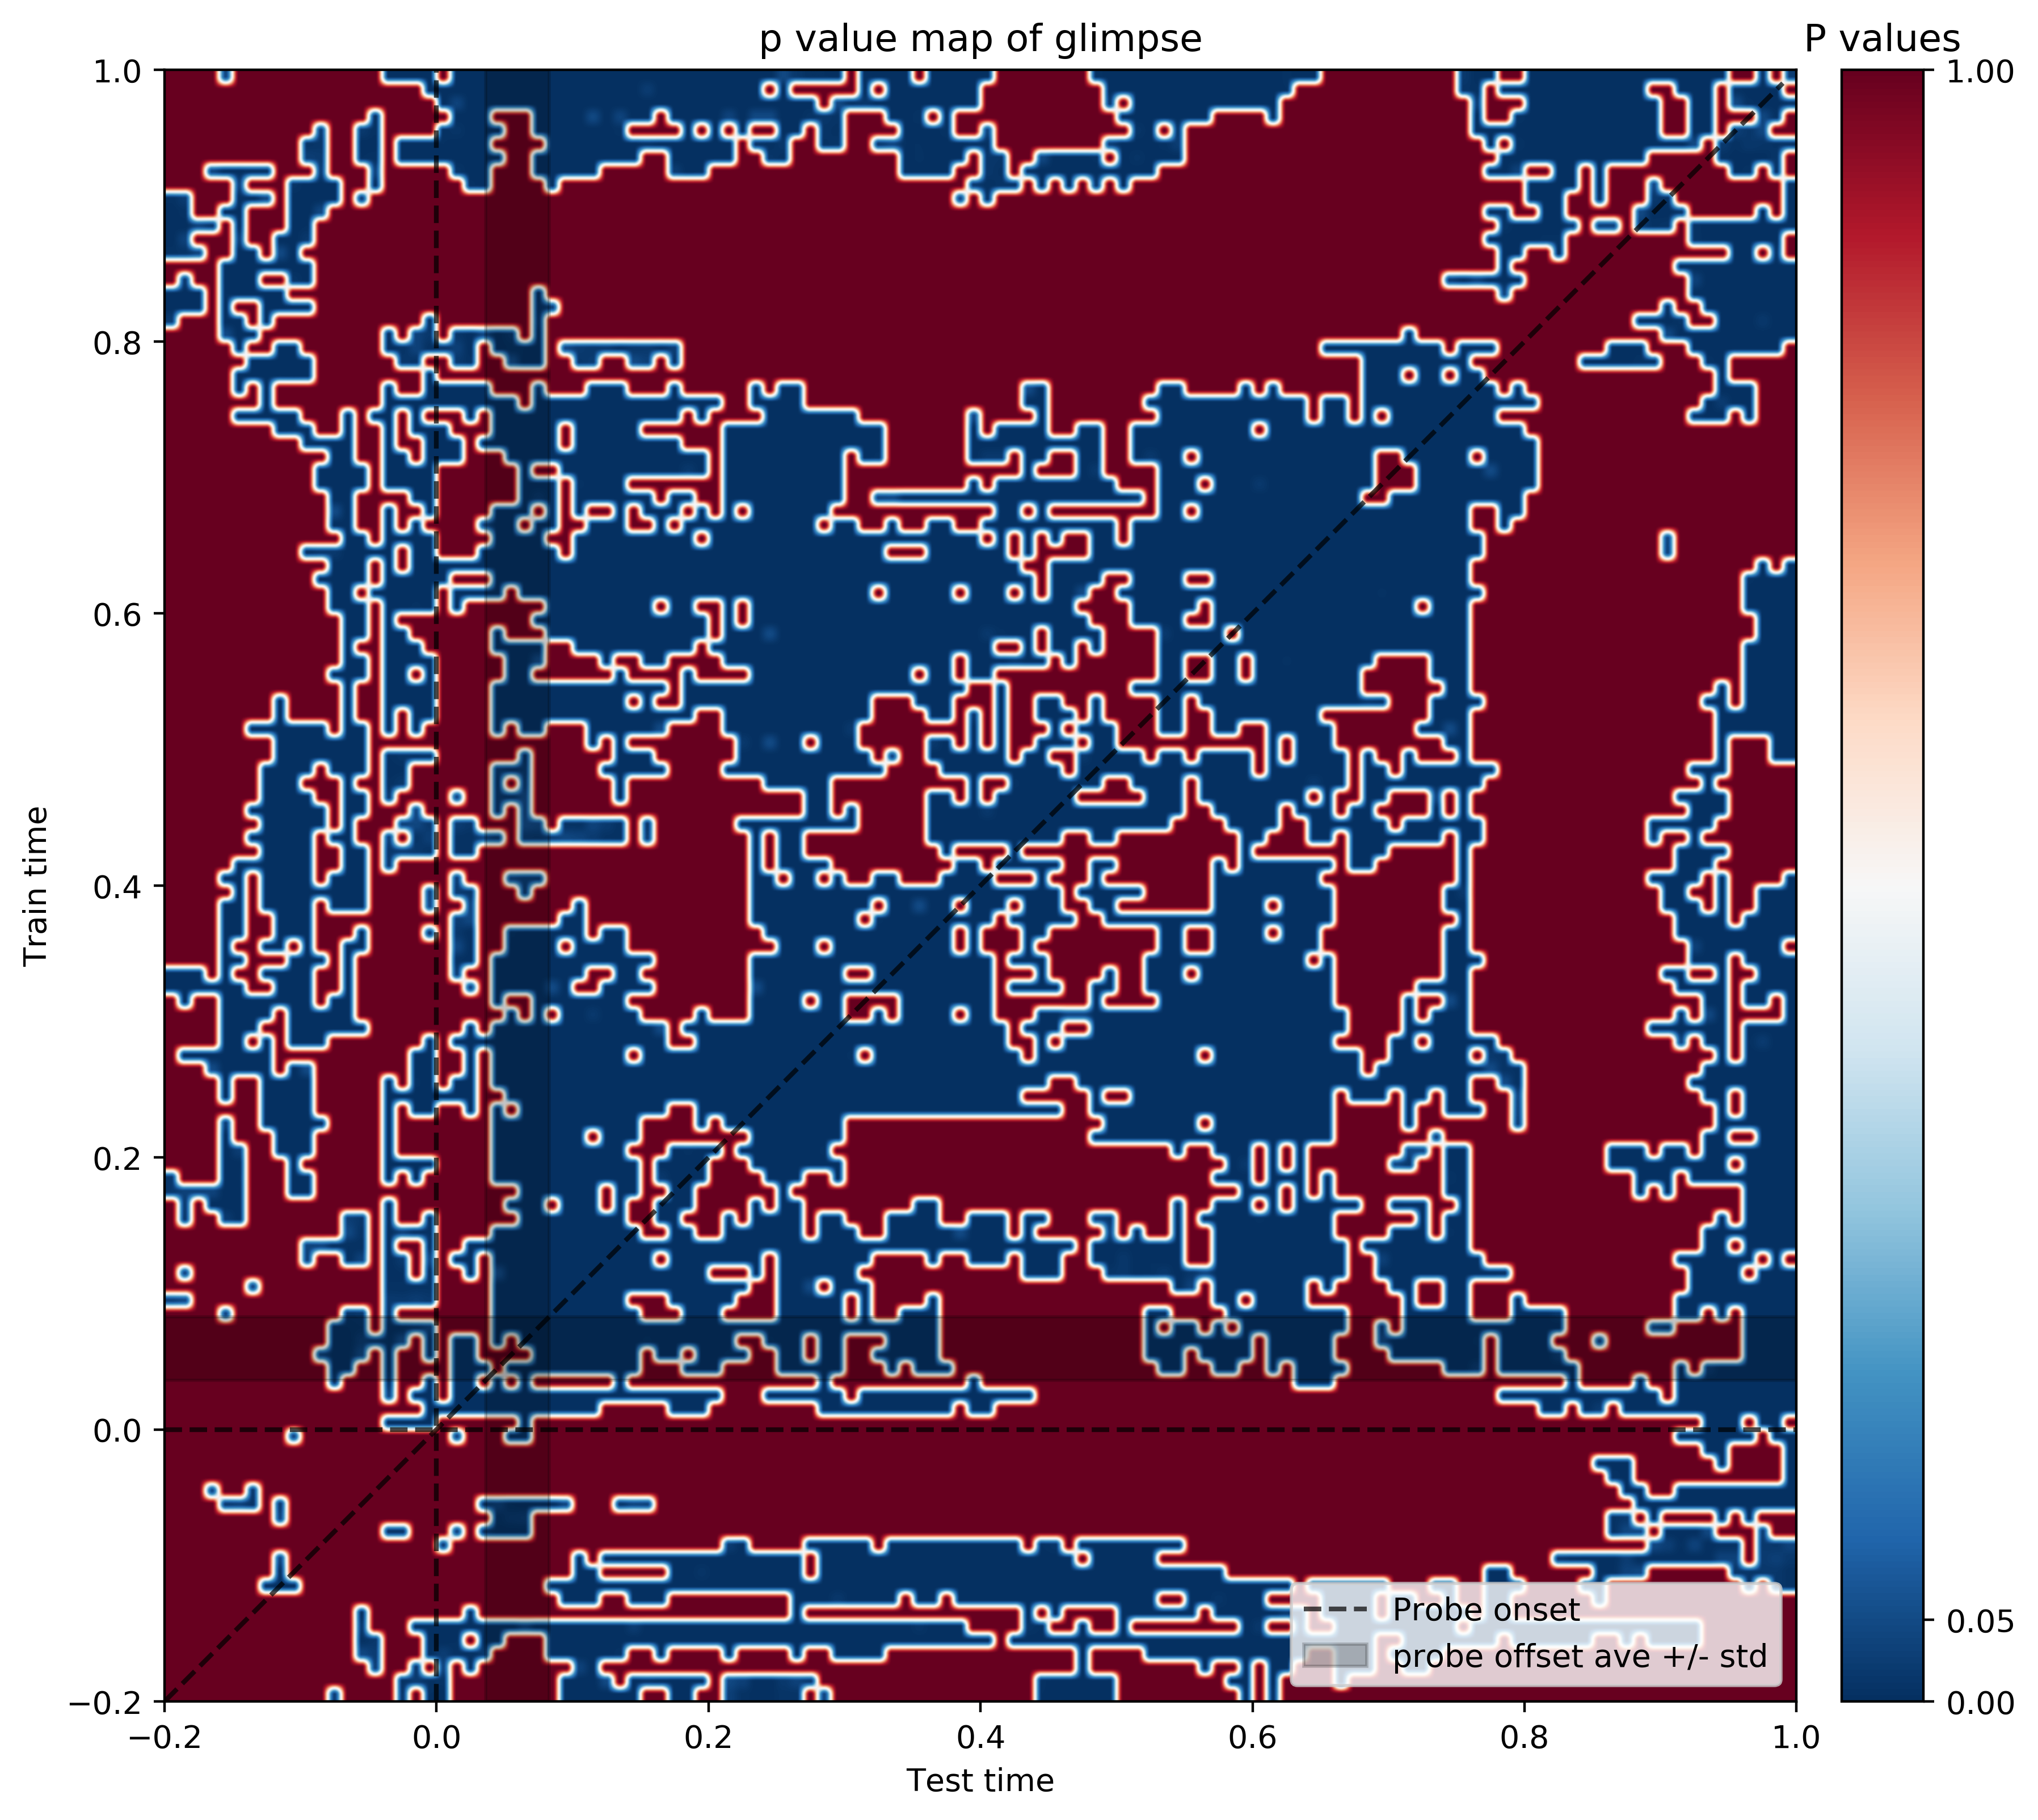 p value map of glimpse
P values
1.0
0.8
0.6
0.4
0.2
0.0
−0.2
Train time
−0.2
0.0
0.2
0.4
0.6
0.8
1.0
Test time
Probe onset
probe offset ave +/- std
1.00
0.05
0.00